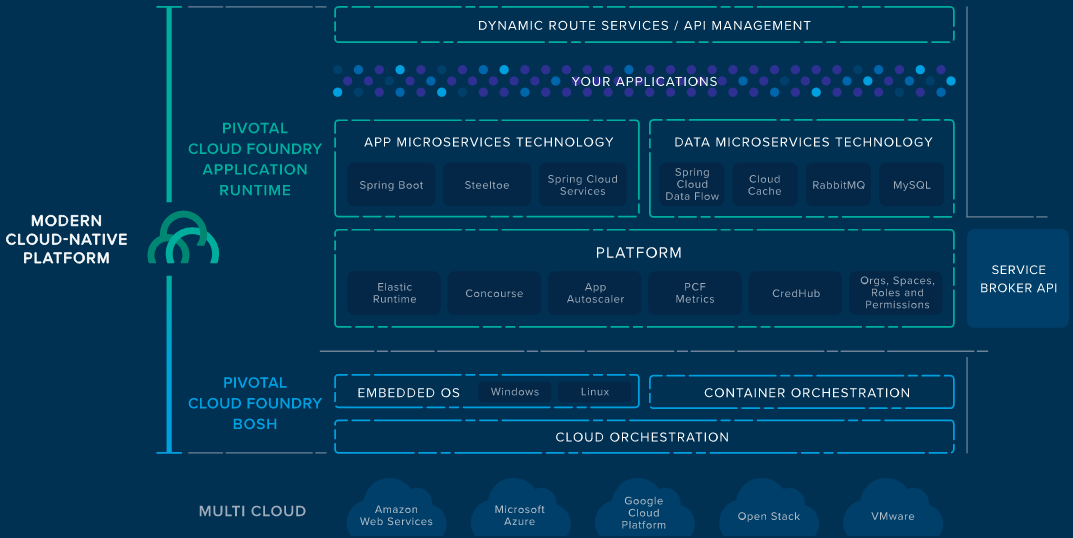 DYNAMIC ROUTE SERVICES / API MANAGEMENT
YOUR APPLICATIONS
PIVOTAL
CLOUD FOUNDRY
APPLICATION
RUNTIME
APP MICROSERVICES TECHNOLOGY
Spring Boot
Steeltoe
Spring Cloud
Services
DATA MICROSERVICES TECHNOLOGY
Spring
Cloud
Data Flow
Cloud
Cache
RabbitMQ
MySQL
MODERN
CLOUD-NATIVE
PLATFORM
PLATFORM
Elastic
Runtime
Concourse
App
Autoscaler
PCF
Metrics
CredHub
Orgs, Spaces,
Roles and
Permissions
SERVICE
BROKER API
PIVOTAL
CLOUD FOUNDRY
BOSH
EMBEDDED OS
Windows
Linux
CONTAINER ORCHESTRATION
CLOUD ORCHESTRATION
MULTI CLOUD
Amazon
Web Services
Microsoft
Azure
Google
Cloud
Platform
Open Stack
VMware